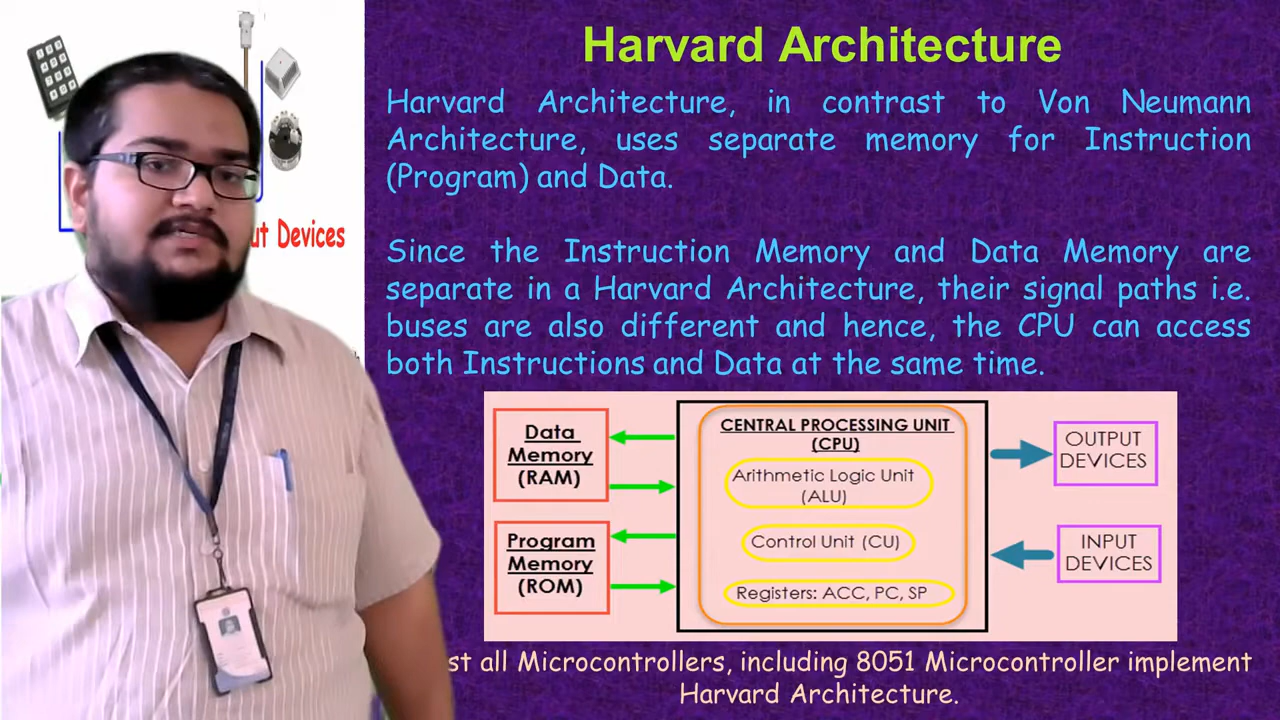 Harvard Architecture
Harvard Architecture, in contrast to Von Neumann
Architecture, uses separate memory for Instruction
(Program) and Data.
Since the Instruction Memory and Data Memory are
separate in a Harvard Architecture, their signal paths i.e.
buses are also different and hence, the CPU can access
both Instructions and Data at the same time.
Data
Memory
(RAM)
Program
Memory
(ROM)
CENTRAL PROCESSING UNIT
(CPU)
Arithmetic Logic Unit
(ALU)
Control Unit (CU)
Registers: ACC, PC, SP
OUTPUT
DEVICES
INPUT
DEVICES
st all Microcontrollers, including 8051 Microcontroller implement
Harvard Architecture.
ut Devices